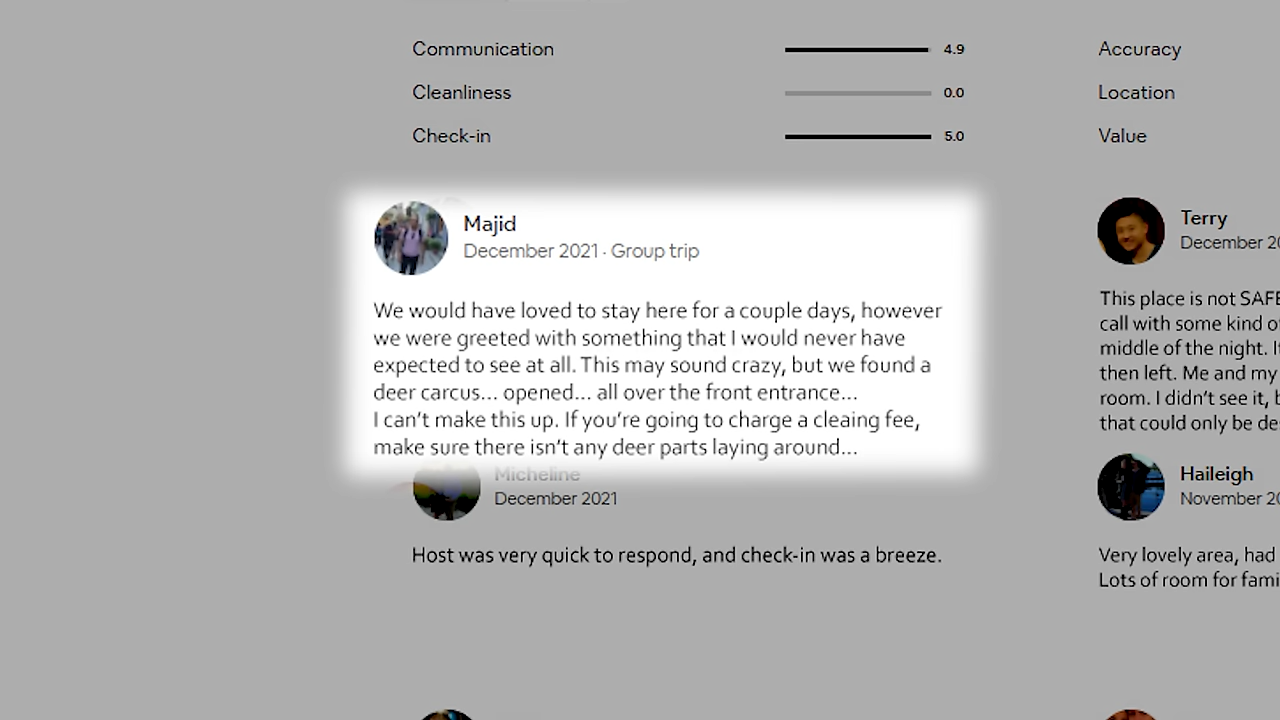 Communication 4.9
Cleanliness 0.0
Check-in 5.0
Accuracy
Location
Value
Majid
December 2021 · Group trip
We would have loved to stay here for a couple days, however
we were greeted with something that I would never have
expected to see at all. This may sound crazy, but we found a
deer carcus... opened... all over the front entrance...
I can't make this up. If you're going to charge a cleaing fee,
make sure there isn't any deer parts laying around...
Micheline
December 2021
Host was very quick to respond, and check-in was a breeze.
Terry
December 20
This place is not SAFE
call with some kind of
middle of the night. I
then left. Me and my
room. I didn't see it, b
that could only be de
Haileigh
November 20
Very lovely area, had
Lots of room for fami